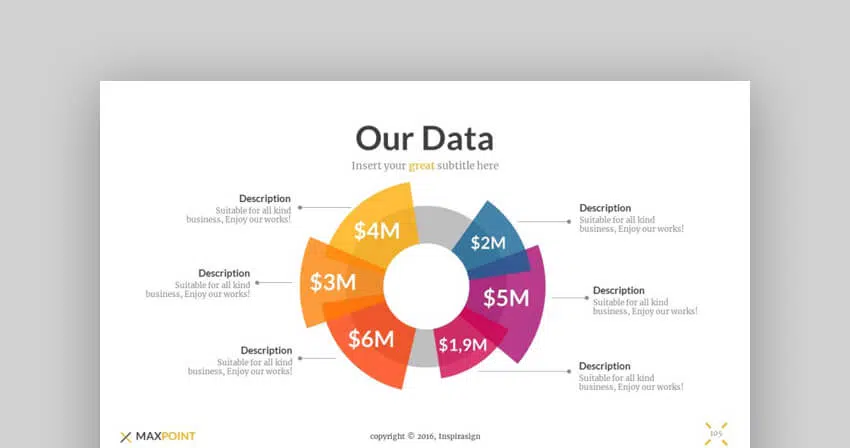 Our Data
Insert your great subtitle here
Description
Suitable for all kind
business, Enjoy our works!
Description
Suitable for all kind
business, Enjoy our works!
Description
Suitable for all kind
business, Enjoy our works!
$4M
$3M
$6M
$2M
$5M
$1,9M
Description
Suitable for all kind
business, Enjoy our works!
Description
Suitable for all kind
business, Enjoy our works!
Description
Suitable for all kind
business, Enjoy our works!
MAXPOINT
copyright © 2016, Inspirasign
105